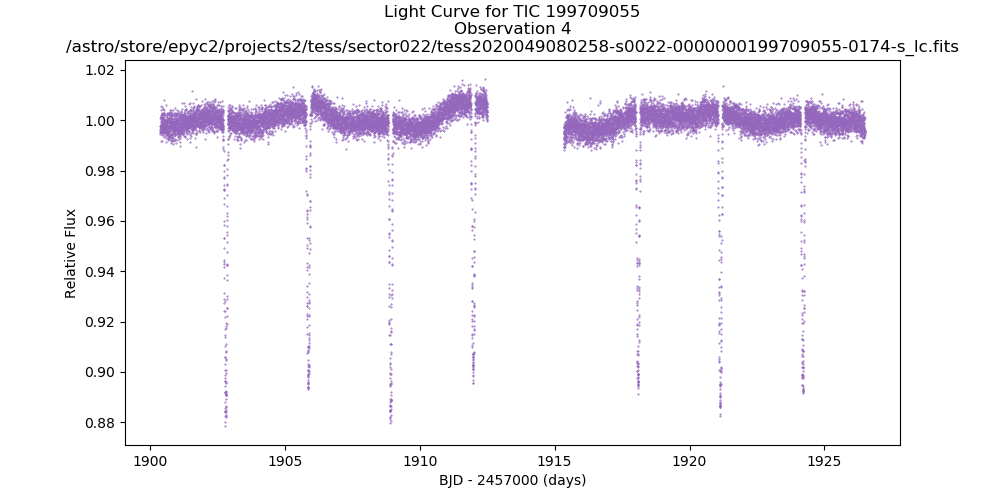 Light Curve for TIC 199709055
Observation 4
/astro/store/epyc2/projects2/tess/sector022/tess2020049080258-s0022-0000000199709055-0174-s_lc.fits
1.02
1.00
0.98
0.96
0.94
0.92
0.90
0.88
Relative Flux
1900
1905
1910
1915
1920
1925
BJD - 2457000 (days)